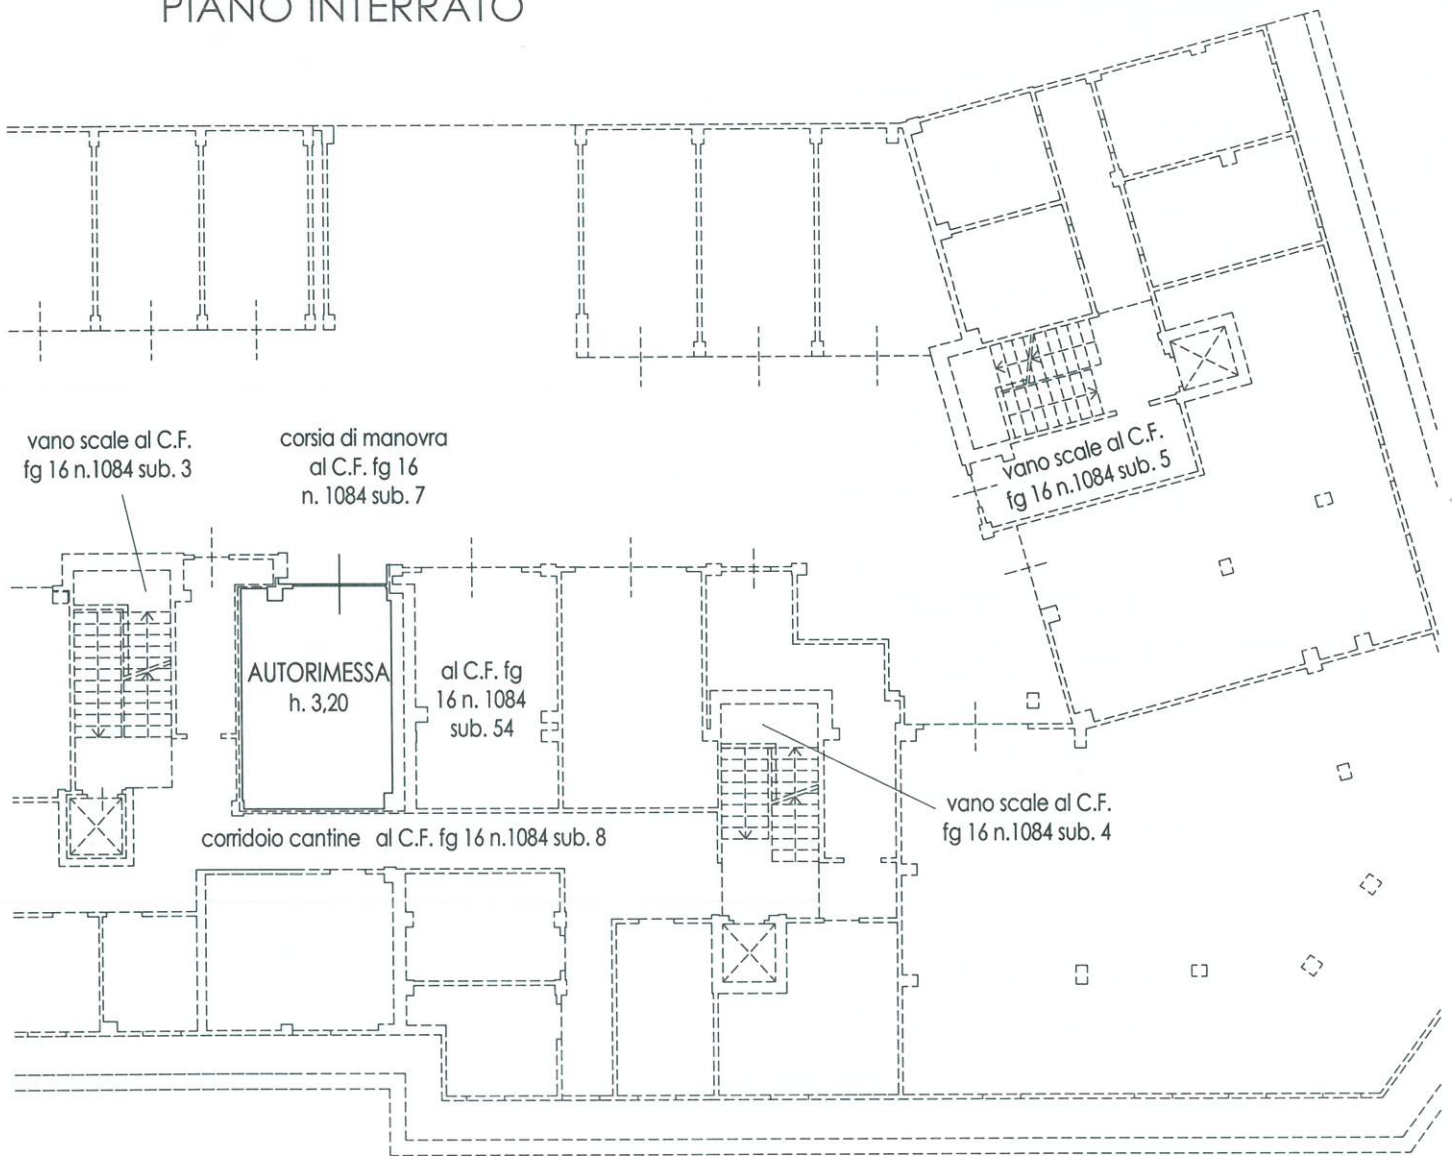 PIANO INTERRATO
vano scale al C.F.
fg 16 n.1084 sub. 3
corsia di manovra
al C.F. fg 16
n. 1084 sub. 7
vano scale al C.F.
fg 16 n.1084 sub. 5
AUTORIMESSA
h. 3,20
al C.F. fg
16 n. 1084
sub. 54
vano scale al C.F.
fg 16 n.1084 sub. 4
corridoio cantine al C.F. fg 16 n.1084 sub. 8